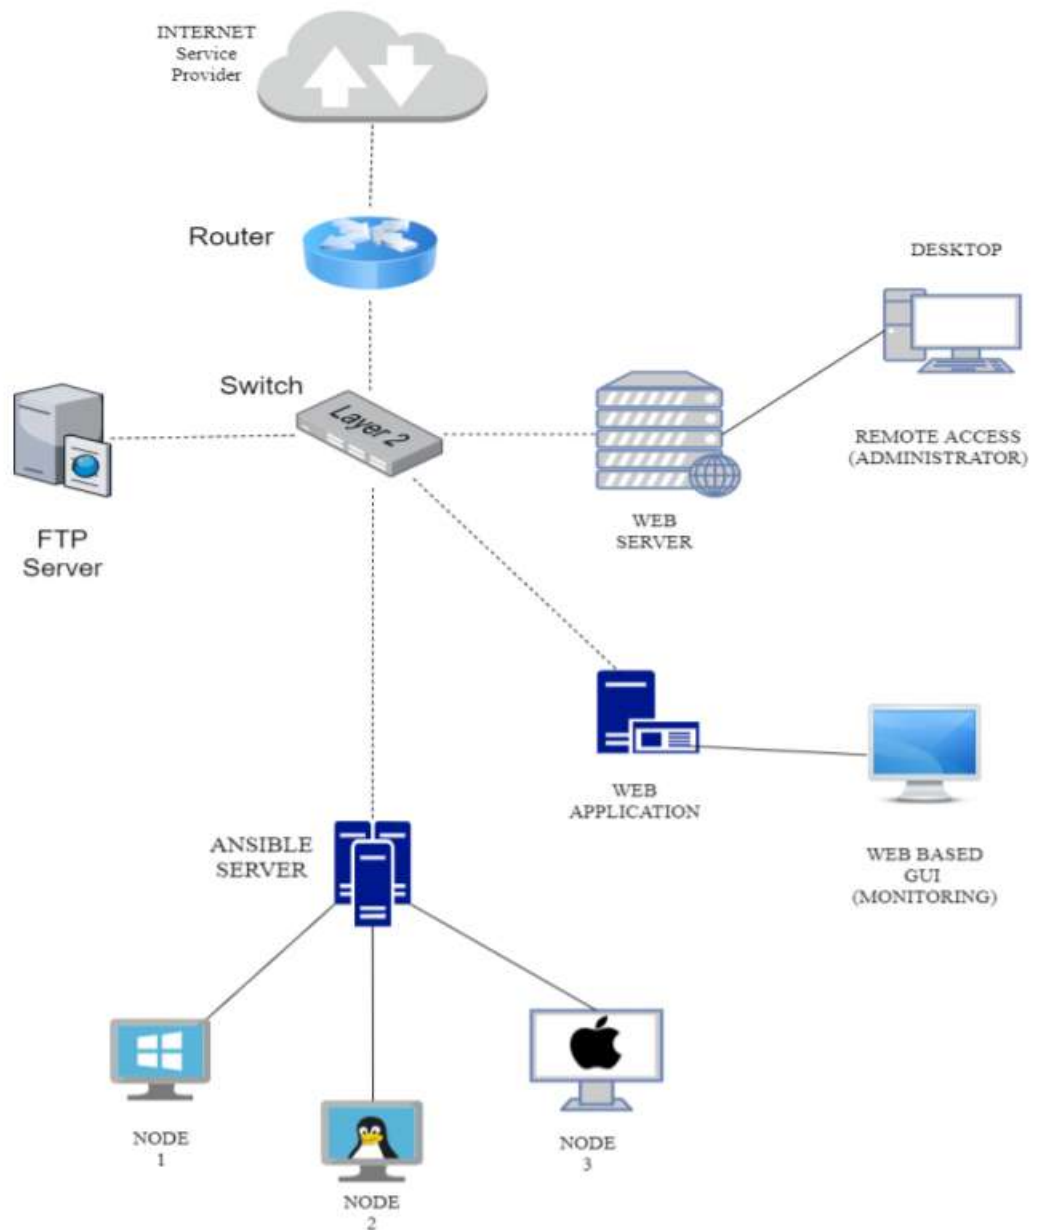 INTERNET
Service
Provider
Router
DESKTOP
Switch
Layer 2
REMOTE ACCESS
(ADMINISTRATOR)
WEB
SERVER
FTP
Server
WEB
APPLICATION
ANSIBLE
SERVER
WEB BASED
GUI
(MONITORING)
NODE
1
NODE
2
NODE
3